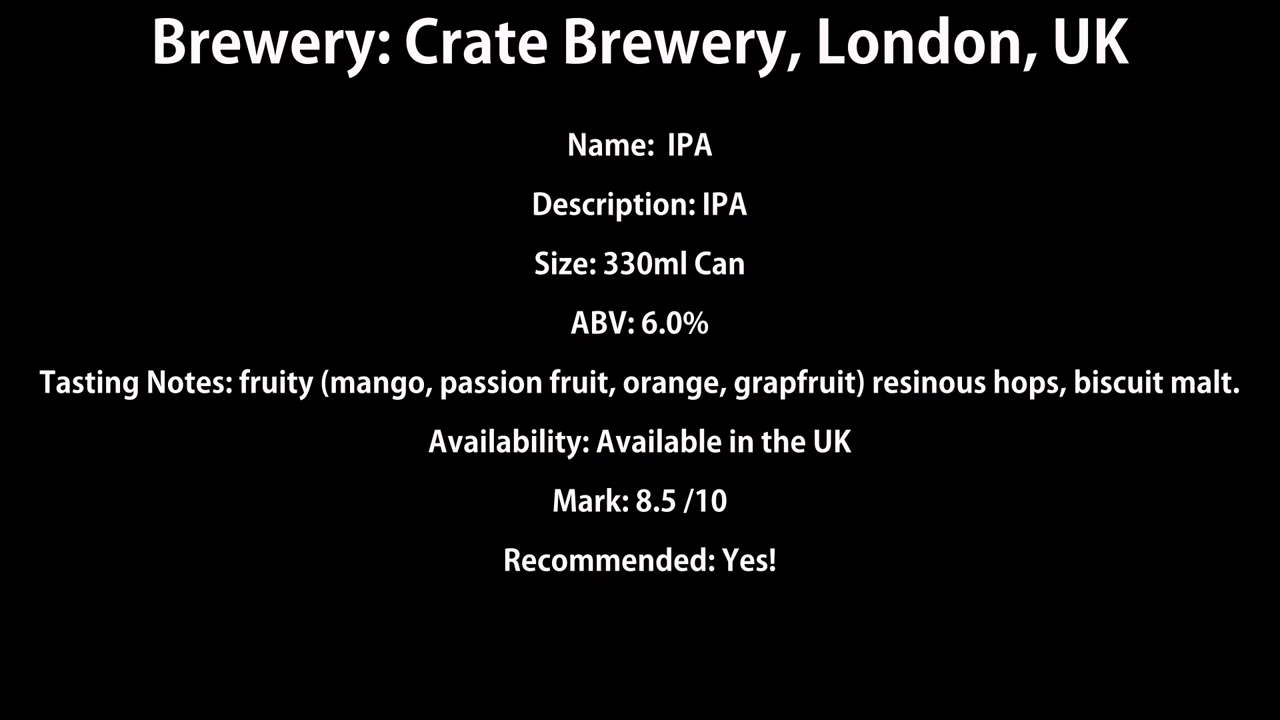 Brewery: Crate Brewery, London, UK
Name:  IPA
Description: IPA
Size: 330ml Can
ABV: 6.0%
Tasting Notes: fruity (mango, passion fruit, orange, grapfruit) resinous hops, biscuit malt.
Availability: Available in the UK
Mark: 8.5 /10
Recommended: Yes!